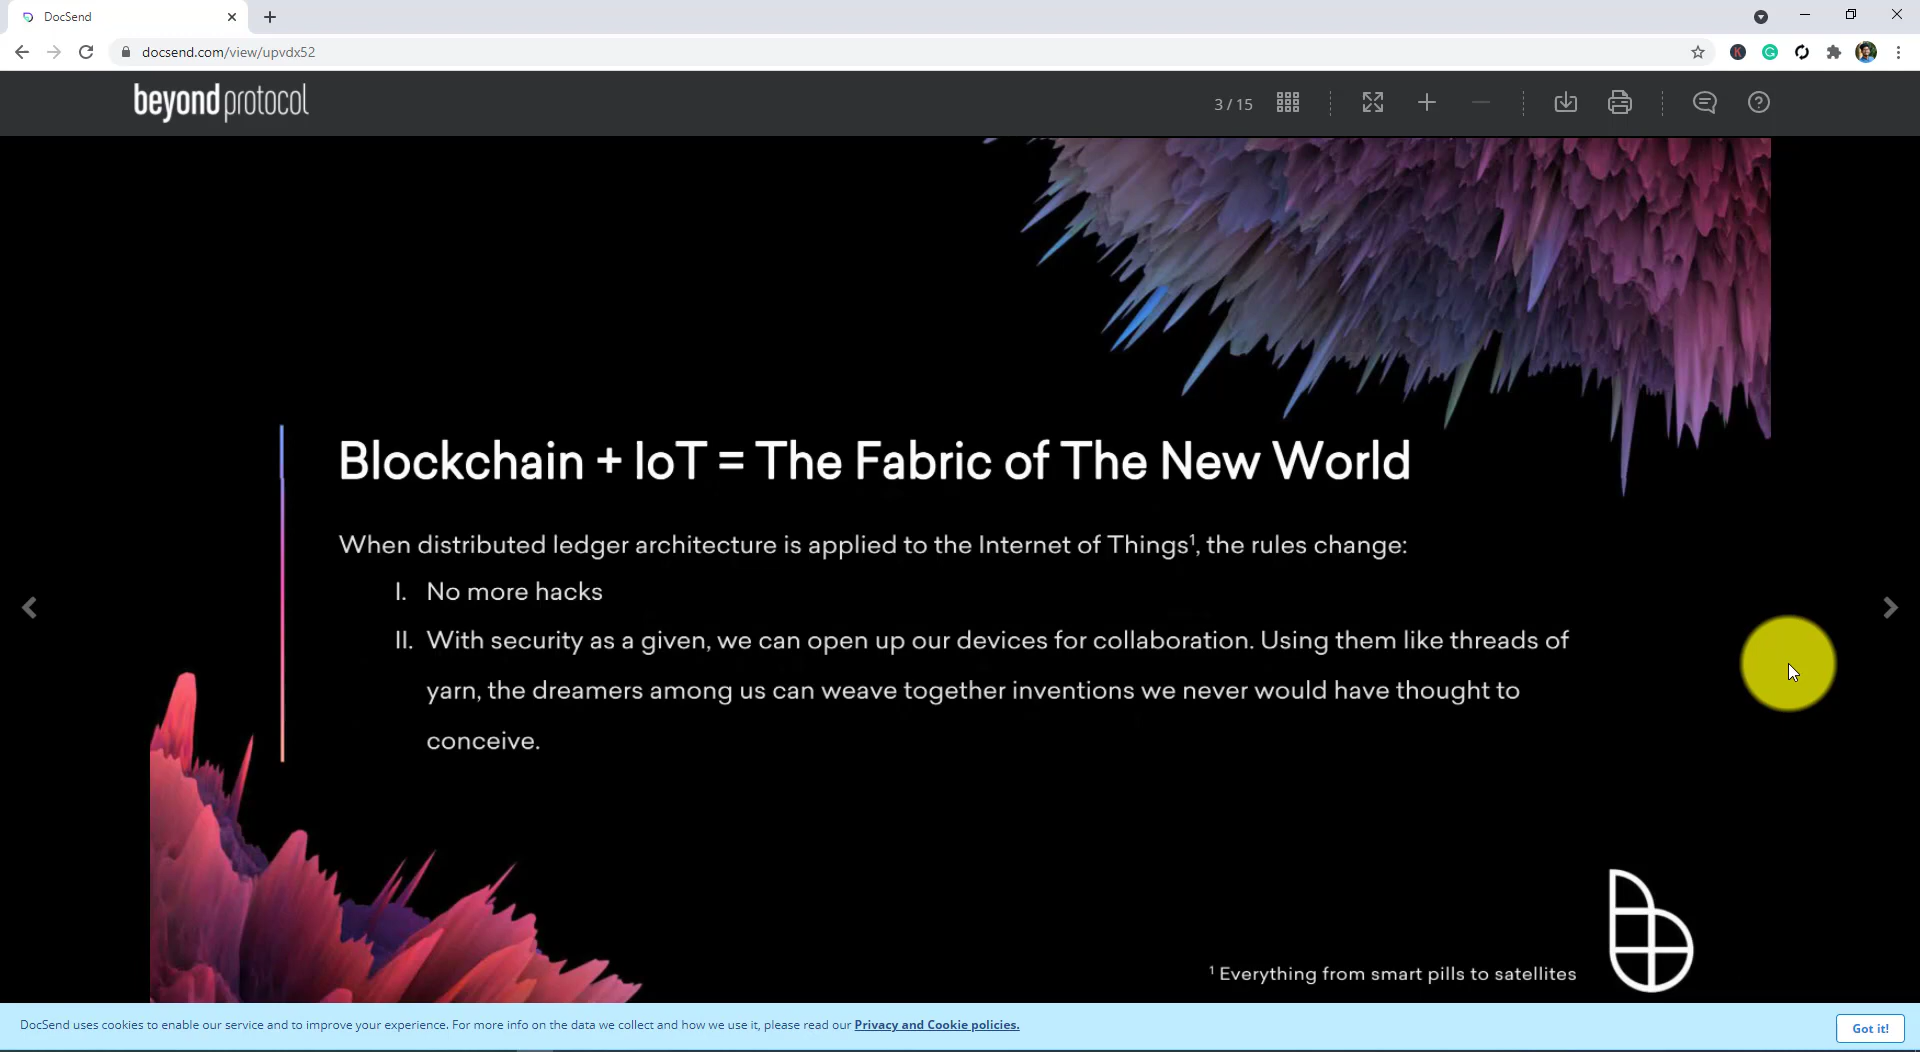 DocSend
docsend.com/view/upvdx52
beyond protocol
3 / 15
Blockchain + IoT = The Fabric of The New World
When distributed ledger architecture is applied to the Internet of Things¹, the rules change:
I. No more hacks
II. With security as a given, we can open up our devices for collaboration. Using them like threads of
yarn, the dreamers among us can weave together inventions we never would have thought to
conceive.
¹ Everything from smart pills to satellites
DocSend uses cookies to enable our service and to improve your experience. For more info on the data we collect and how we use it, please read our Privacy and Cookie policies.
Got it!